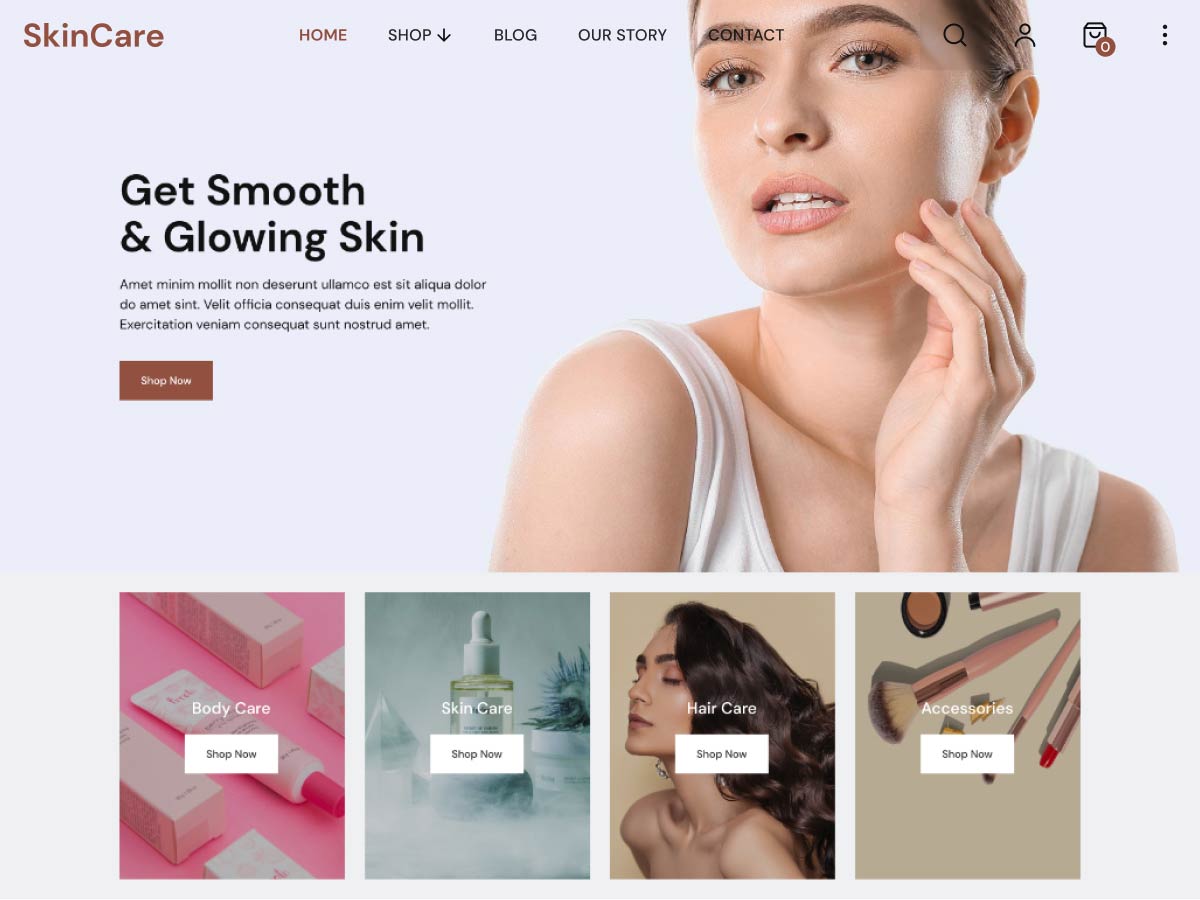 SkinCare
HOME
SHOP
BLOG
OUR STORY
CONTACT
0
Get Smooth
& Glowing Skin
Amet minim mollit non deserunt ullamco est sit aliqua dolor
do amet sint. Velit officia consequat duis enim velit mollit.
Exercitation veniam consequat sunt nostrud amet.
Shop Now
Body Care
Shop Now
Skin Care
Shop Now
Hair Care
Shop Now
Accessories
Shop Now